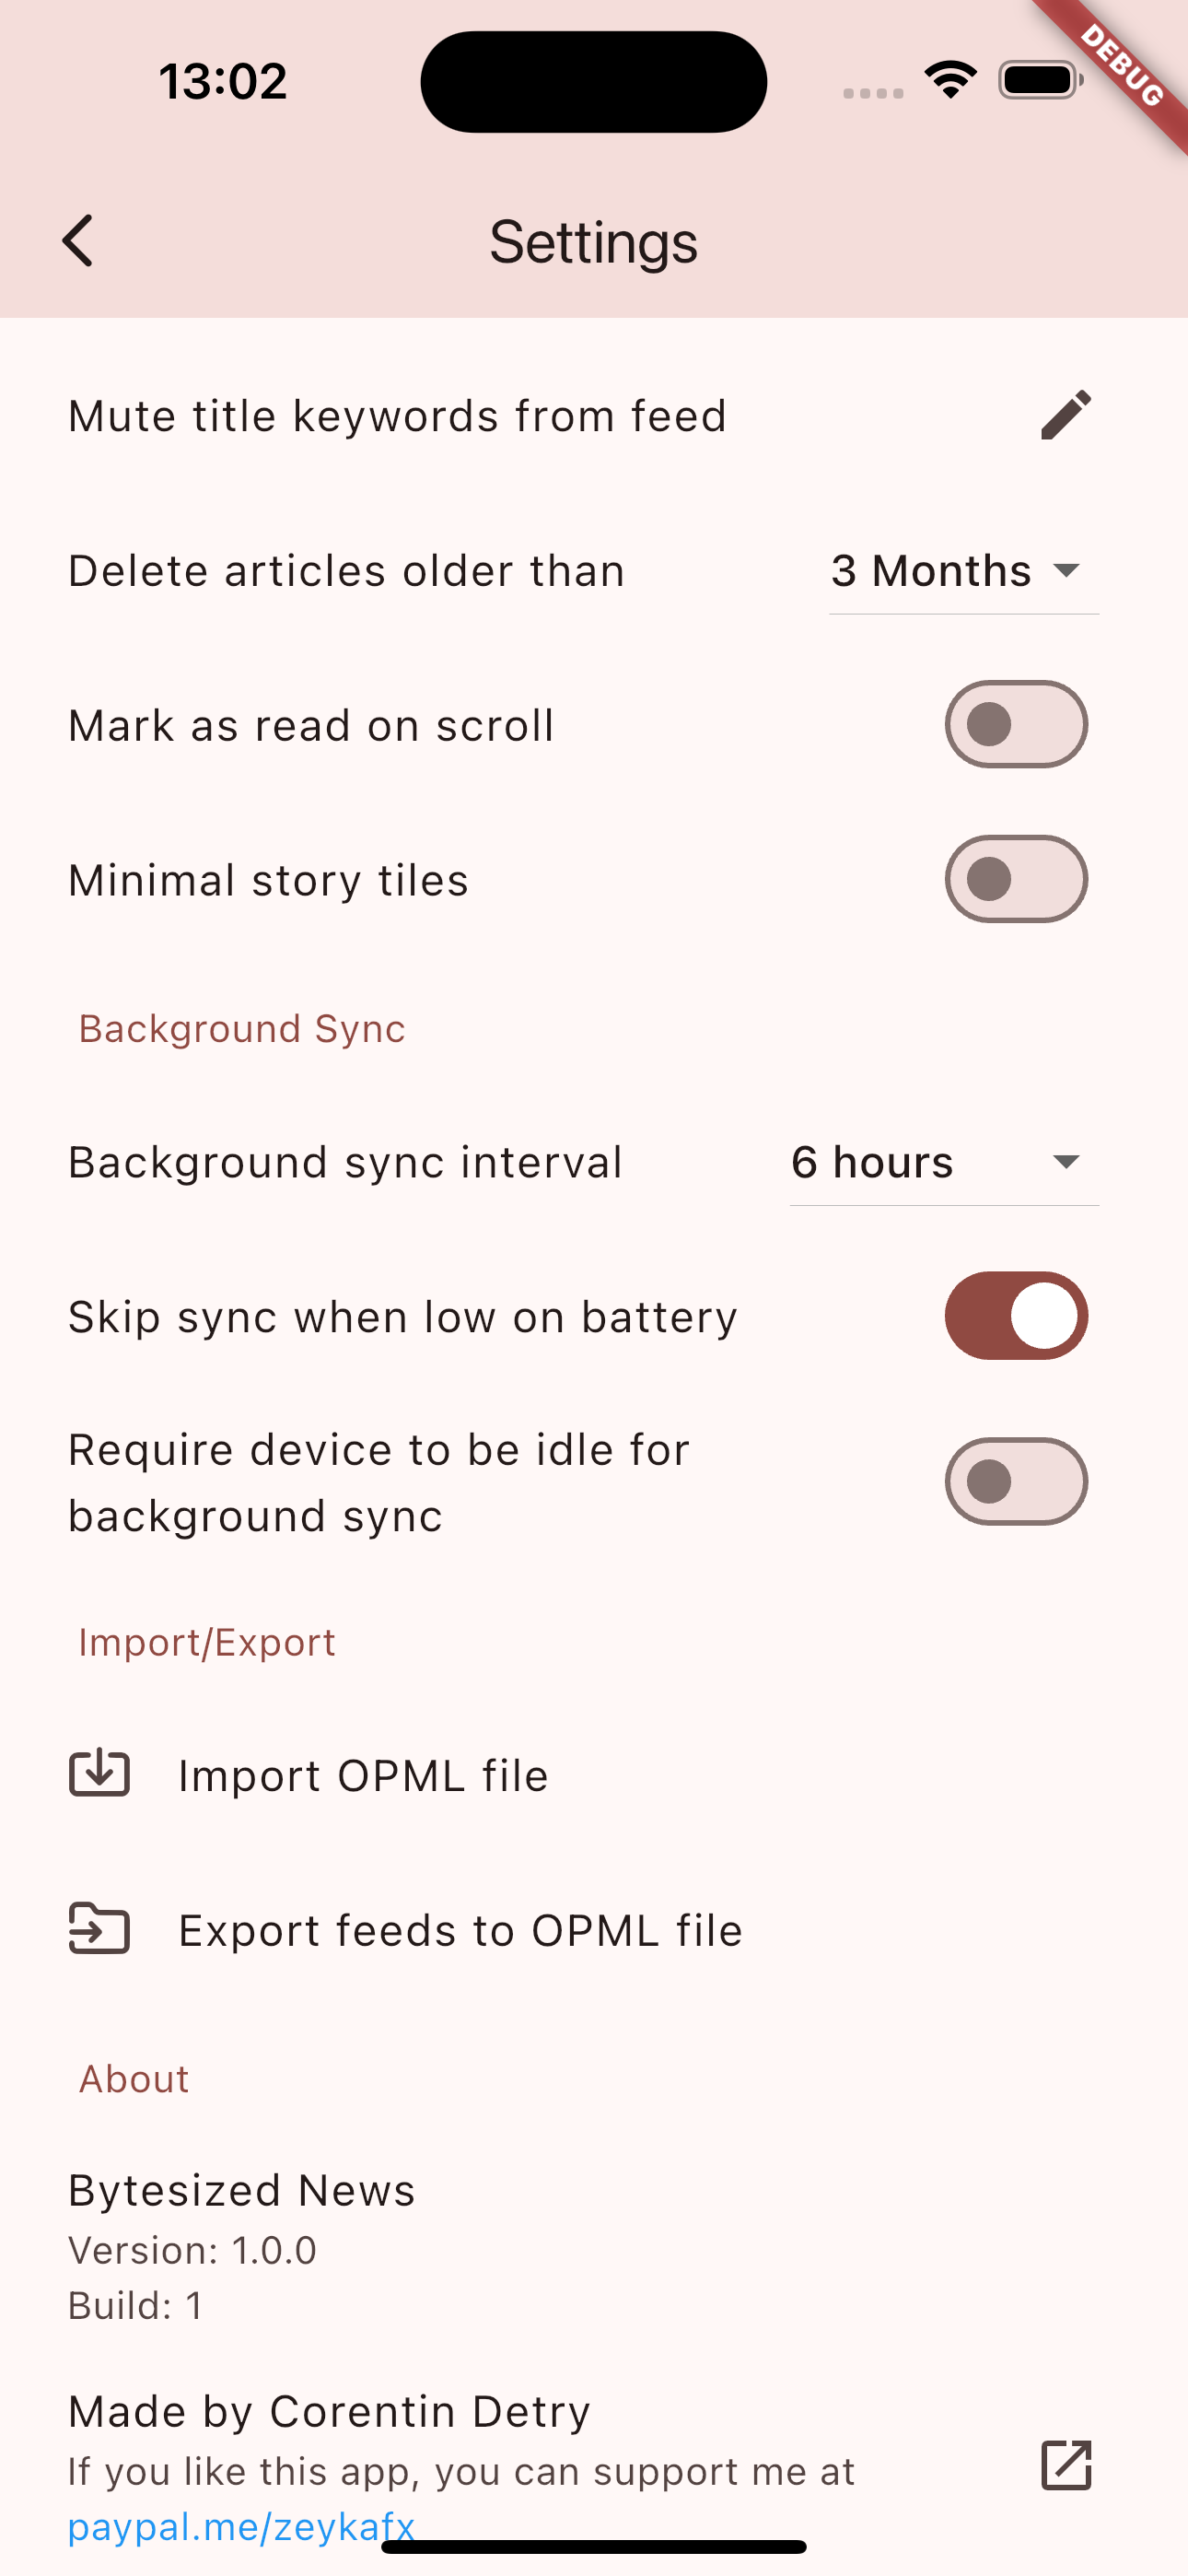 13:02
DEBUG
Settings
Mute title keywords from feed
Delete articles older than 3 Months
Mark as read on scroll
Minimal story tiles
Background Sync
Background sync interval 6 hours
Skip sync when low on battery
Require device to be idle for
background sync
Import/Export
Import OPML file
Export feeds to OPML file
About
Bytesized News
Version: 1.0.0
Build: 1
Made by Corentin Detry
If you like this app, you can support me at
paypal.me/zeykafx